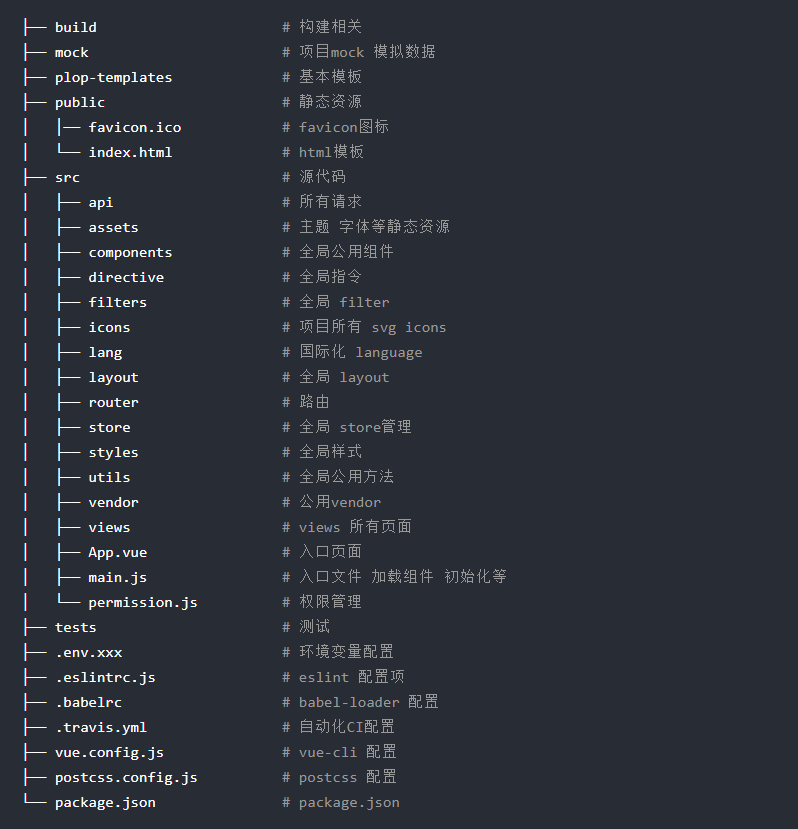 ├── build                      # 构建相关
├── mock                       # 项目mock 模拟数据
├── plop-templates             # 基本模板
├── public                     # 静态资源
│   │── favicon.ico            # favicon图标
│   └── index.html             # html模板
├── src                        # 源代码
│   ├── api                    # 所有请求
│   ├── assets                 # 主题 字体等静态资源
│   ├── components             # 全局公用组件
│   ├── directive              # 全局指令
│   ├── filters                # 全局 filter
│   ├── icons                  # 项目所有 svg icons
│   ├── lang                   # 国际化 language
│   ├── layout                 # 全局 layout
│   ├── router                 # 路由
│   ├── store                  # 全局 store管理
│   ├── styles                 # 全局样式
│   ├── utils                  # 全局公用方法
│   ├── vendor                 # 公用vendor
│   ├── views                  # views 所有页面
│   ├── App.vue                # 入口页面
│   ├── main.js                # 入口文件 加载组件 初始化等
│   └── permission.js          # 权限管理
├── tests                      # 测试
├── .env.xxx                   # 环境变量配置
├── .eslintrc.js               # eslint 配置项
├── .babelrc                   # babel-loader 配置
├── .travis.yml                # 自动化CI配置
├── vue.config.js              # vue-cli 配置
├── postcss.config.js          # postcss 配置
└── package.json               # package.json